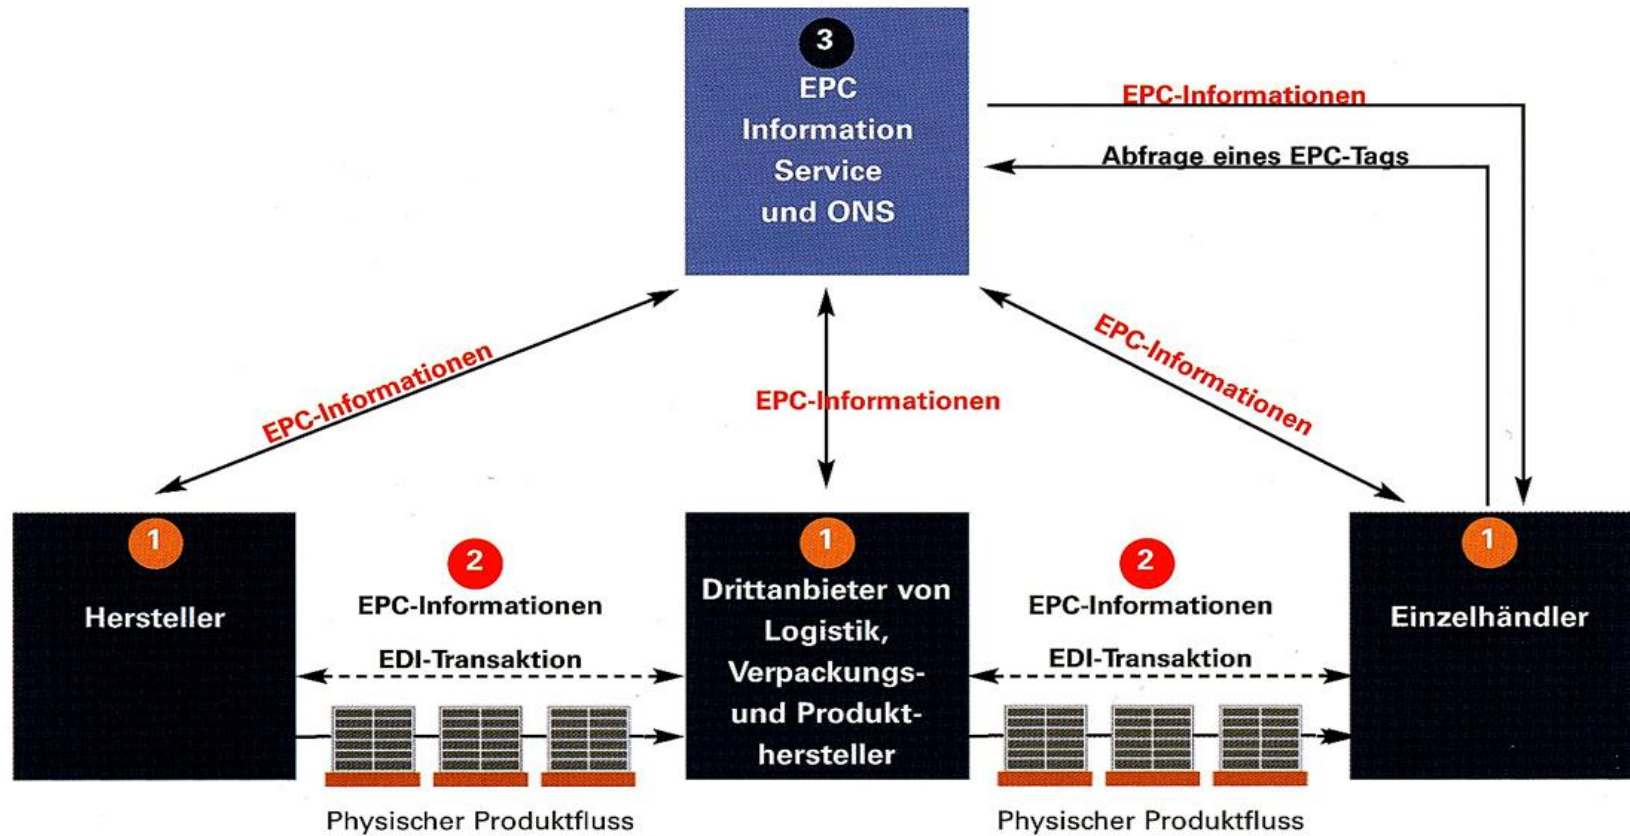 3
EPC
Information
Service
und ONS
EPC-Informationen
Abfrage eines EPC-Tags
EPC-Informationen
EPC-Informationen
EPC-Informationen
1
Hersteller
2
EPC-Informationen
EDI-Transaktion
Physischer Produktfluss
1
Drittanbieter von
Logistik,
Verpackungs-
und Produkt-
hersteller
2
EPC-Informationen
EDI-Transaktion
Physischer Produktfluss
1
Einzelhändler